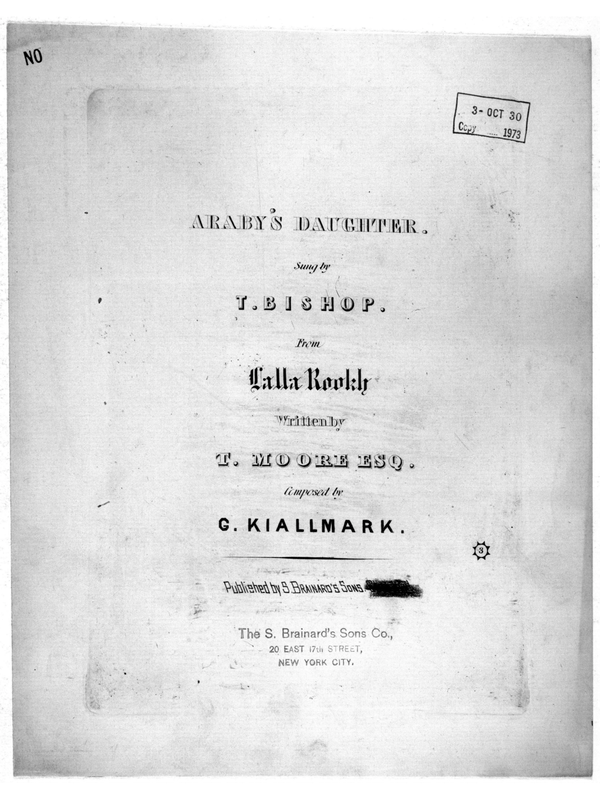 NO
3 - OCT 30
Copy .... 1973
ARABY'S DAUGHTER.
Sung by
T. BISHOP.
From
Lalla Rookh
Written by
T. MOORE ESQ.
Composed by
G. KIALLMARK.
3
Published by S. BRAINARD'S SONS
The S. Brainard's Sons Co.,
20 EAST 17TH STREET,
NEW YORK CITY.